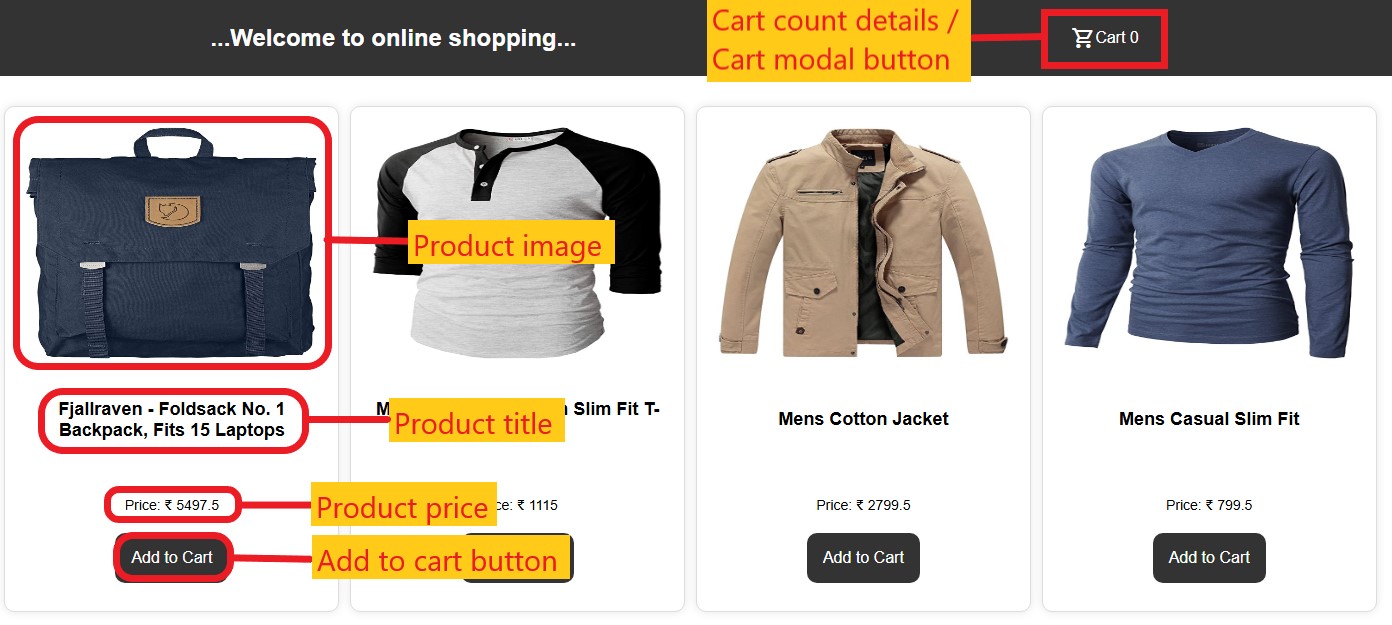 ...Welcome to online shopping...
Cart count details /
Cart modal button
Cart 0
Product image
Fjallraven - Foldsack No. 1
Backpack, Fits 15 Laptops
Product title
Slim Fit T-
Mens Cotton Jacket
Mens Casual Slim Fit
Price: ₹ 5497.5
Product price
₹ 1115
Price: ₹ 2799.5
Price: ₹ 799.5
Add to Cart
Add to cart button
Add to Cart
Add to Cart